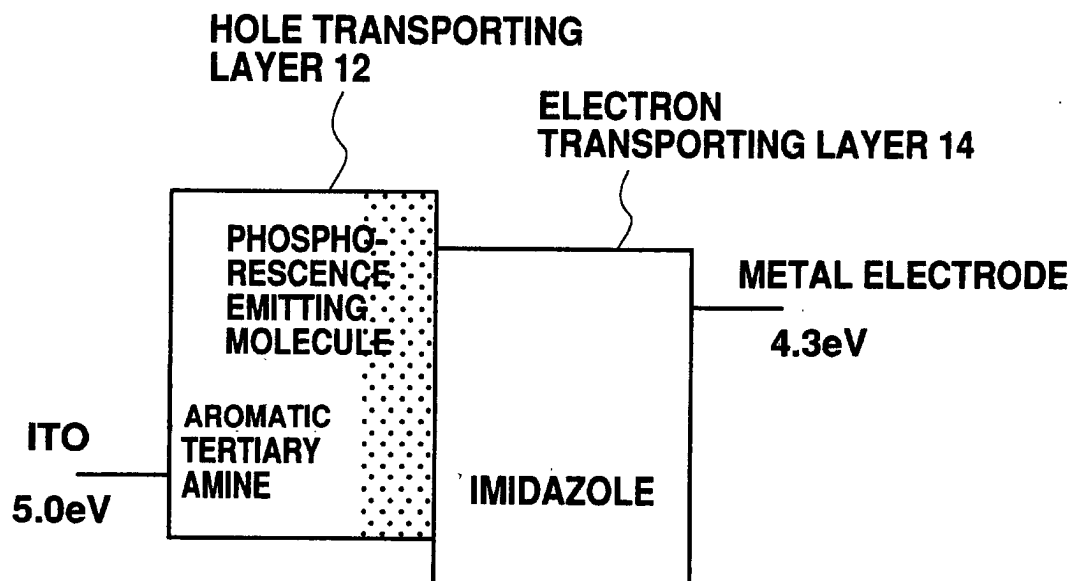 HOLE TRANSPORTING
LAYER 12
ELECTRON
TRANSPORTING LAYER 14
PHOSPHO-
RESCENCE
EMITTING
MOLECULE
METAL ELECTRODE
4.3eV
AROMATIC
TERTIARY
AMINE
ITO
5.0eV
IMIDAZOLE